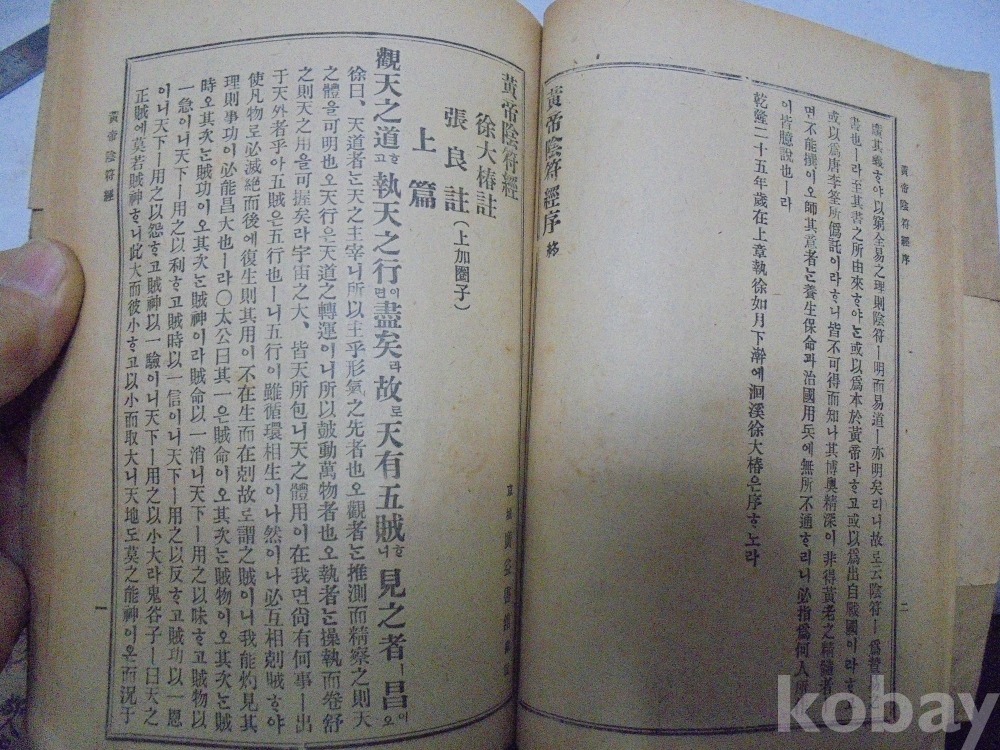 黃帝陰符經序
二
虞其羲ᄒᆞ야以窮全易之理則陰符ㅣ明而易道ㅣ亦明矣리니故로云陰符ㅣ爲
書也ㅣ라至其書之所由來ᄒᆞ야ᄂᆞᆫ或以爲本於黃帝라ᄒᆞ고或以爲出自戰國이라ᄒᆞ
或以爲唐李筌所僞託이라ᄒᆞ니皆不可得而知나其博奧精深이非得黃老之精髓者
면不能撰이오師其意者ᄂᆞᆫ養生保命과治國用兵에無所不通ᄒᆞ리니必指爲何人
이皆臆說也ㅣ라
乾隆二十五年歲在上章執徐如月下澣에洄溪徐大椿은序ᄒᆞ노라
黃帝陰符經序 終
黃帝陰符經
徐大椿註
張良註(上加圈子)
上篇
觀天之道ᄒᆞ고執天之行이면盡矣라故로天有五賊ᄒᆞ니見之者ㅣ昌이오
徐曰、天道者ᄂᆞᆫ天之主宰니所以主乎形氣之先者也오觀者ᄂᆞᆫ推測而精察之則天
之體을可明也오天行은天道之轉運이니所以鼓動萬物者也오執者ᄂᆞᆫ操執而卷舒
之則天之用을可握矣라宇宙之大、皆天所包니天之體用이在我면尙有何事ㅣ出
于天外者乎아五賊은五行也ㅣ니五行이雖循環相生이나然이나必互相剋賊ᄒᆞ야
使凡物로必滅絕而後에復生則其用이不在生而在剋故로謂之賊이니我能灼見其
理則事功이必能昌大也ㅣ라○太公曰其一은賊命이오其次ᄂᆞᆫ賊物이오其次ᄂᆞᆫ賊
時오其次ᄂᆞᆫ賊功이오其次ᄂᆞᆫ賊神이라賊命以一消니天下ㅣ用之以味ᄒᆞ고賊物以
一急이니天下ㅣ用之以利ᄒᆞ고賊時以一信이니天下ㅣ用之以反ᄒᆞ고賊功以一恩
이니天下ㅣ用之以怨ᄒᆞ고賊神以一驗이니天下ㅣ用之以小大라鬼谷子ㅣ曰天之
正賊에莫若賊神ᄒᆞ니此大而彼小ᄒᆞ고以小而取大니天地도莫之能神이온而況于
黃帝陰符經
一
kobay